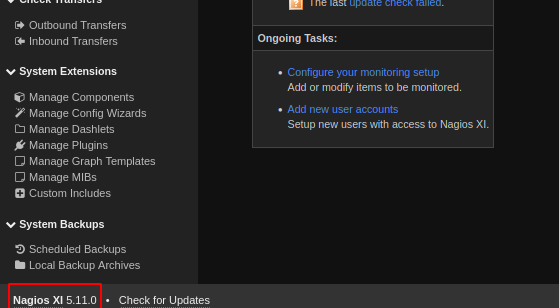 Check Transfers
Outbound Transfers
Inbound Transfers
System Extensions
Manage Components
Manage Config Wizards
Manage Dashlets
Manage Plugins
Manage Graph Templates
Manage MIBs
Custom Includes
System Backups
Scheduled Backups
Local Backup Archives
The last update check failed.
Ongoing Tasks:
Configure your monitoring setup
Add or modify items to be monitored.
Add new user accounts
Setup new users with access to Nagios XI.
Nagios XI 5.11.0 • Check for Updates